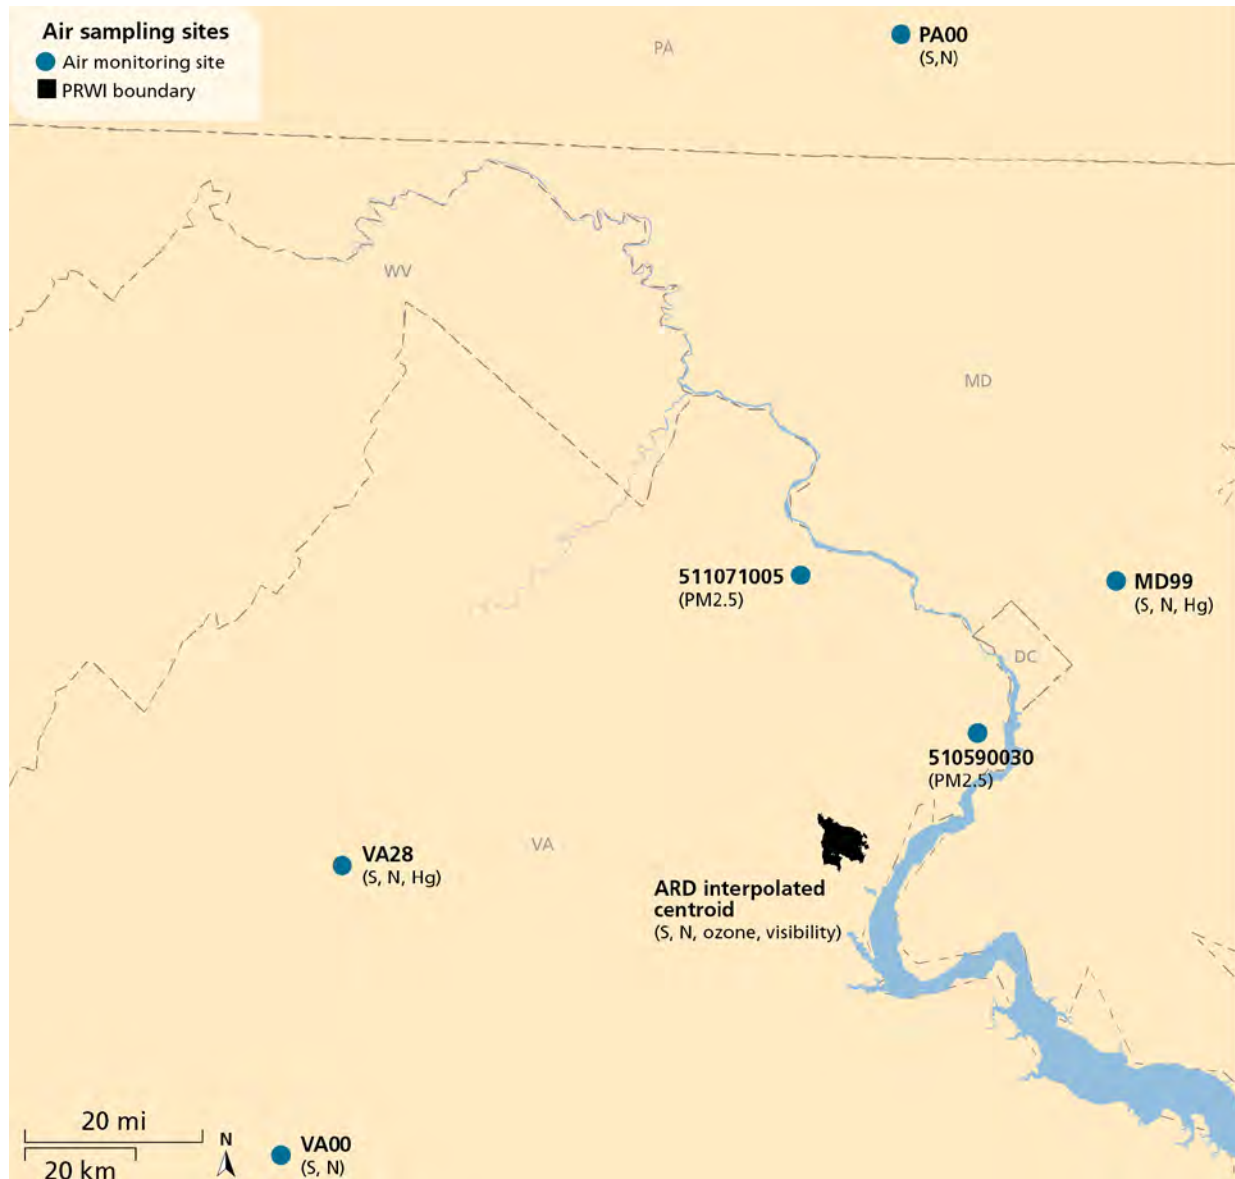 Air sampling sites
Air monitoring site
PRWI boundary
PA
PA00
(S,N)
WV
MD
511071005
(PM2.5)
MD99
(S, N, Hg)
DC
510590030
(PM2.5)
VA28
(S, N, Hg)
VA
ARD interpolated
centroid
(S, N, ozone, visibility)
20 mi
20 km
N
VA00
(S, N)